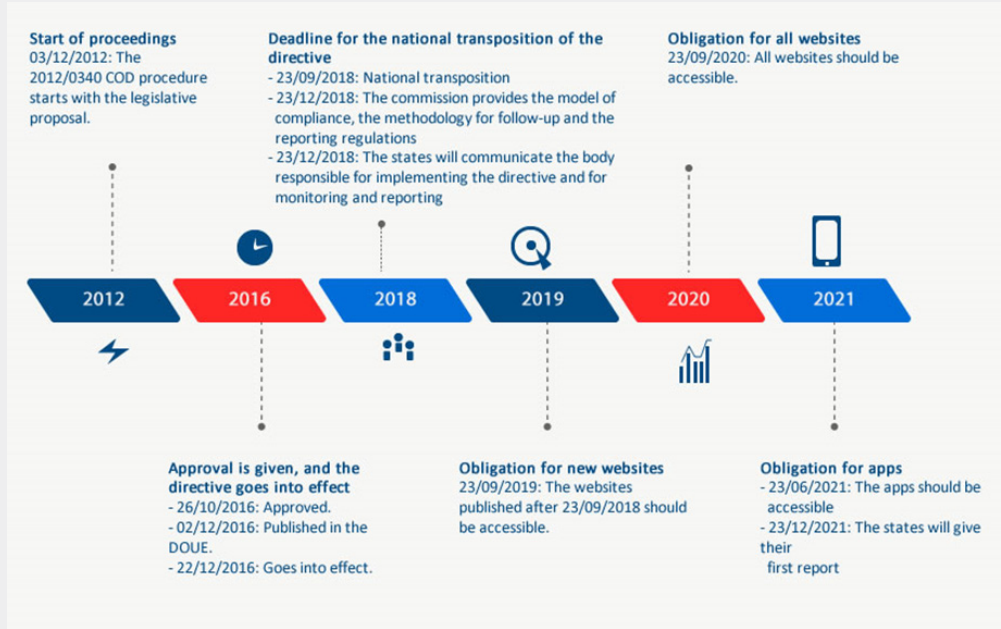 Start of proceedings
03/12/2012: The
2012/0340 COD procedure
starts with the legislative
proposal.
Deadline for the national transposition of the
directive
- 23/09/2018: National transposition
- 23/12/2018: The commission provides the model of
compliance, the methodology for follow-up and the
reporting regulations
- 23/12/2018: The states will communicate the body
responsible for implementing the directive and for
monitoring and reporting
Obligation for all websites
23/09/2020: All websites should be
accessible.
2012
2016
2018
2019
2020
2021
Approval is given, and the
directive goes into effect
- 26/10/2016: Approved.
- 02/12/2016: Published in the
DOUE.
- 22/12/2016: Goes into effect.
Obligation for new websites
23/09/2019: The websites
published after 23/09/2018 should
be accessible.
Obligation for apps
- 23/06/2021: The apps should be
accessible
- 23/12/2021: The states will give
their
first report